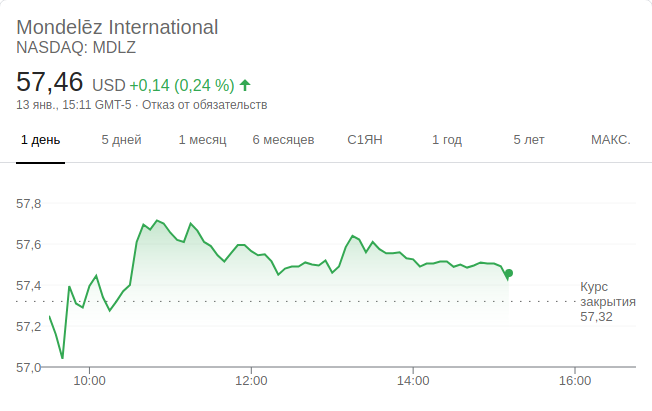 Mondelēz International
NASDAQ: MDLZ
57,46 USD +0,14 (0,24 %)
13 янв., 15:11 GMT-5 · Отказ от обязательств
1 день 5 дней 1 месяц 6 месяцев С1ЯН 1 год 5 лет МАКС.
57,8
57,6
57,4
57,2
57,0
Курс
закрытия
57,32
10:00 12:00 14:00 16:00